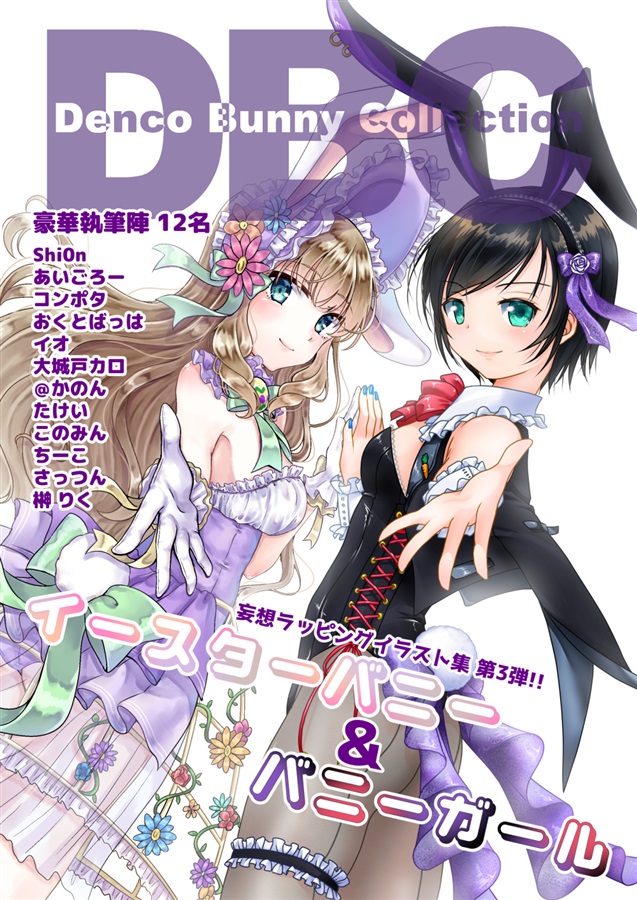 DBC
Denco Bunny Collection
豪華執筆陣 12名
Shi0n
あいごろー
コンポタ
おくとばっは
イオ
大城戸カロ
@かのん
たけい
このみん
ちーこ
さっつん
榊 りく
妄想ラッピングイラスト集 第3弾!!
イースターバニー
&
バニーガール